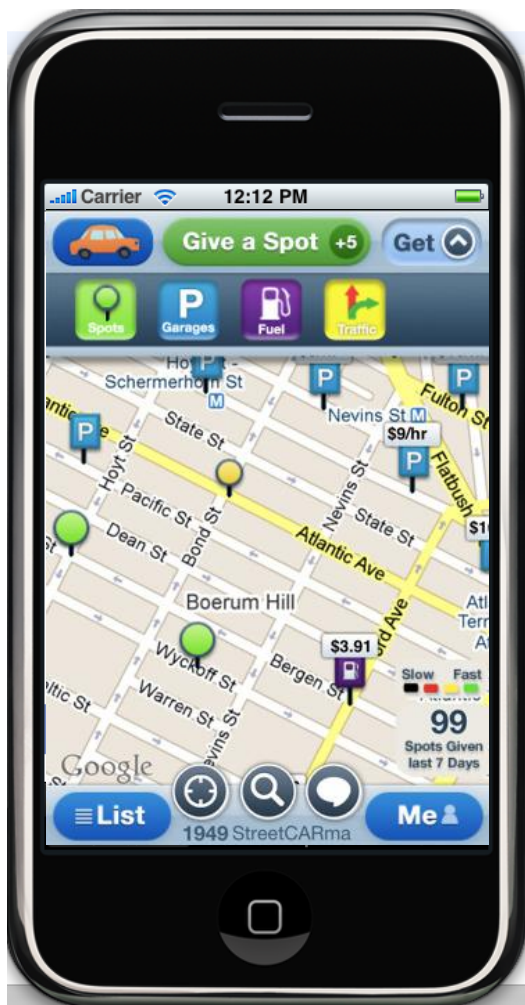 Carrier 12:12 PM
Give a Spot +5 Get
Spots
P
Garages
Fuel
Traffic
Schermerhorn St
M
P
P
P
Fulton St
Nevins St M
$9/hr
P
P
State St
Hoyt St
Flatbush
Nevins St
Pacific St
Bond St
State St
Dean St
Atlantic Ave
Boerum Hill
$3.91
Wyckoff St
Bergen St
Slow Fast
Warren St
99
Spots Given
last 7 Days
Google
List
1949 StreetCARma
Me